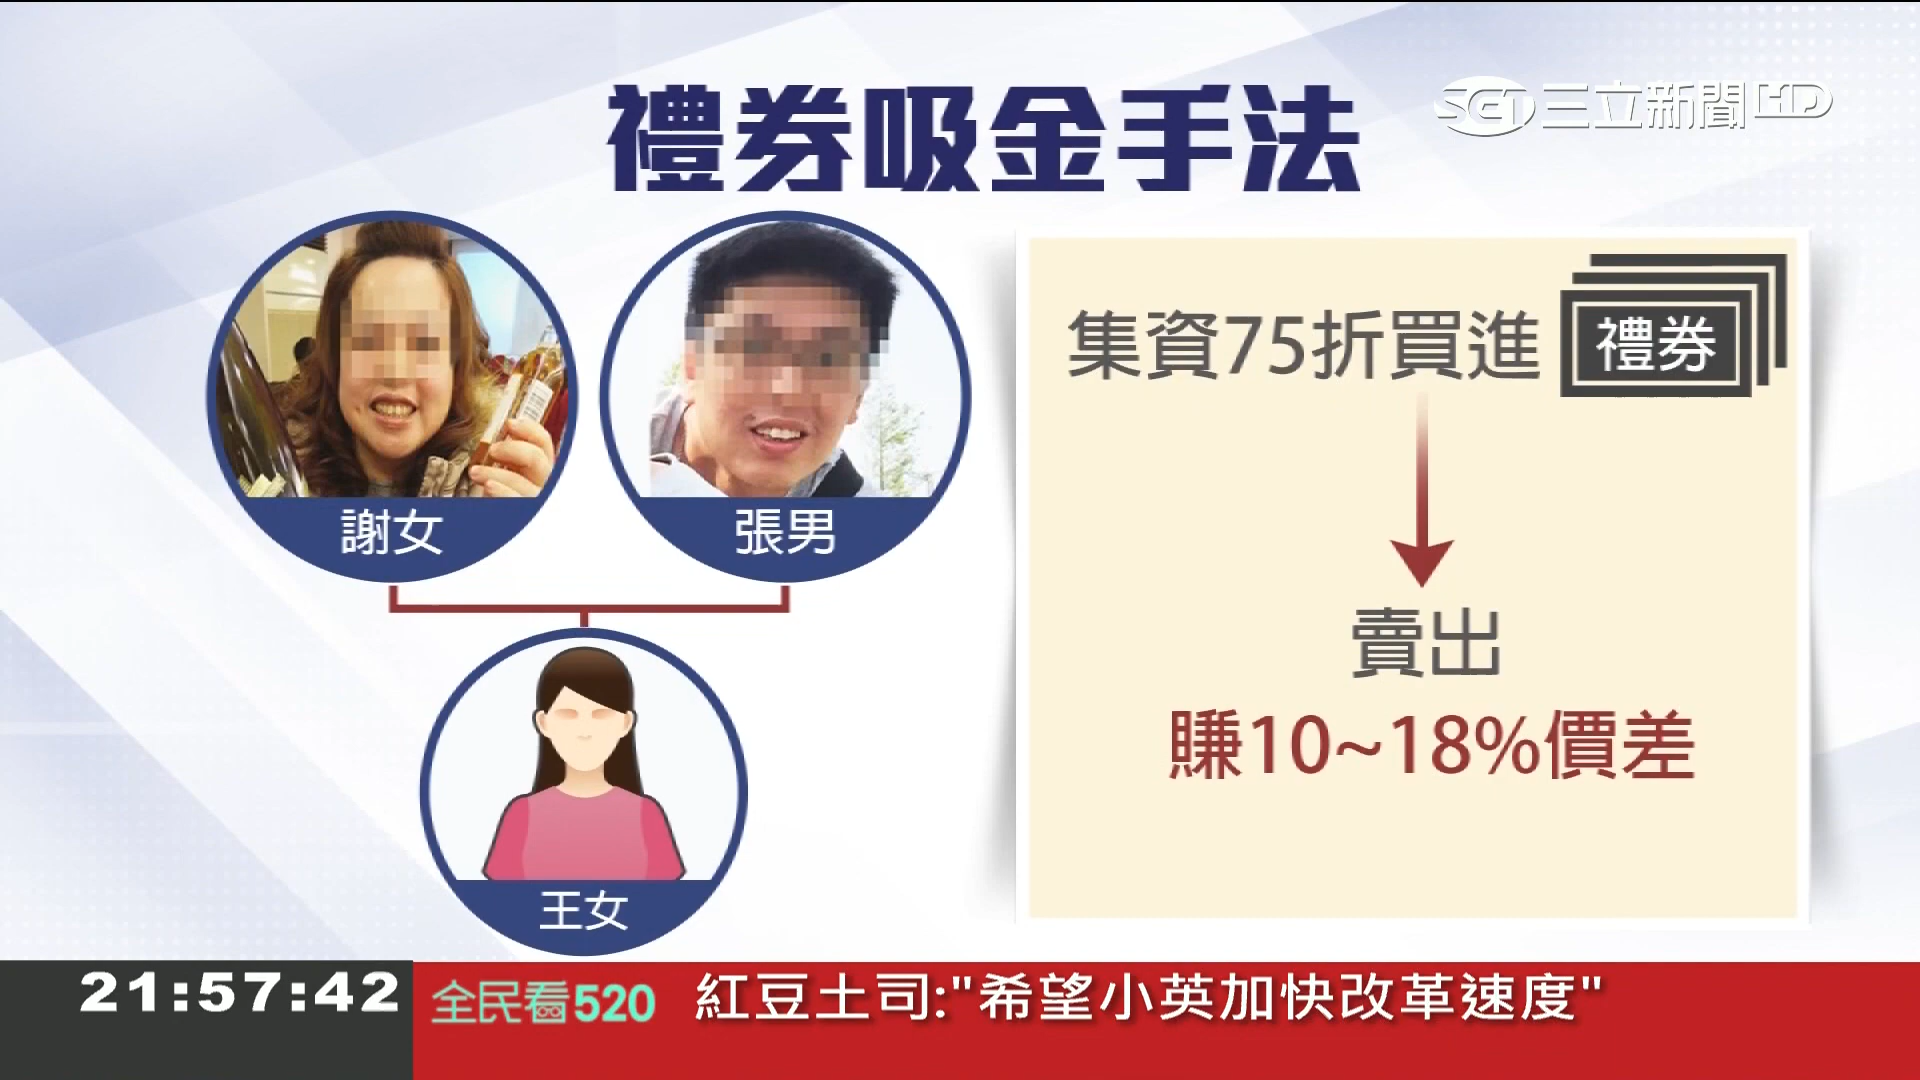 禮券吸金手法
SET三立新聞HD
謝女
張男
王女
集資75折買進
禮券
賣出
賺10~18%價差
21:57:42
全民看520
紅豆土司:"希望小英加快改革速度"